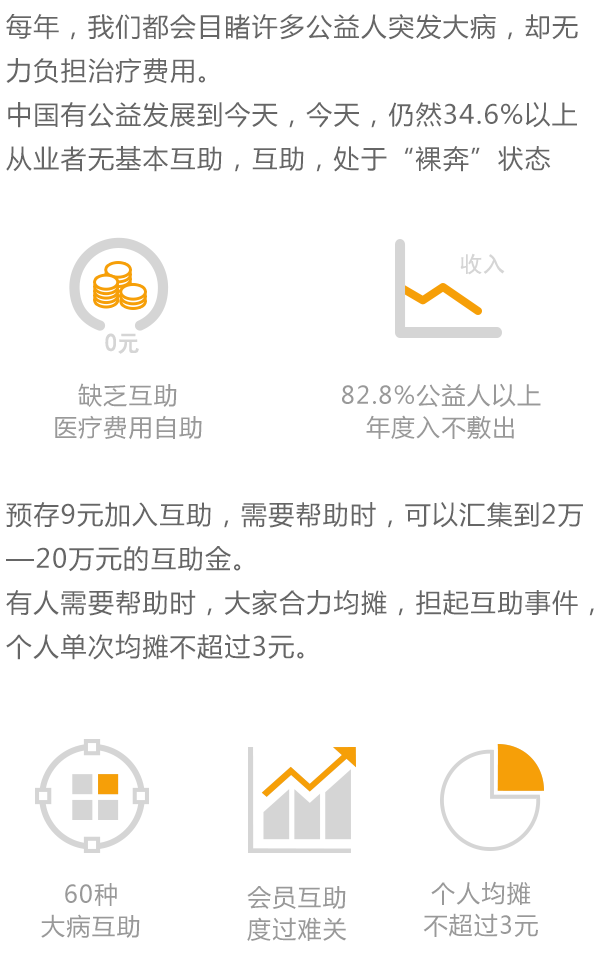 每年，我们都会目睹许多公益人突发大病，却无
力负担治疗费用。
中国有公益发展到今天，今天，仍然34.6%以上
从业者无基本互助，互助，处于“裸奔”状态
收入
0元
缺乏互助
医疗费用自助
82.8%公益人以上
年度入不敷出
预存9元加入互助，需要帮助时，可以汇集到2万
—20万元的互助金。
有人需要帮助时，大家合力均摊，担起互助事件，
个人单次均摊不超过3元。
60种
大病互助
会员互助
度过难关
个人均摊
不超过3元